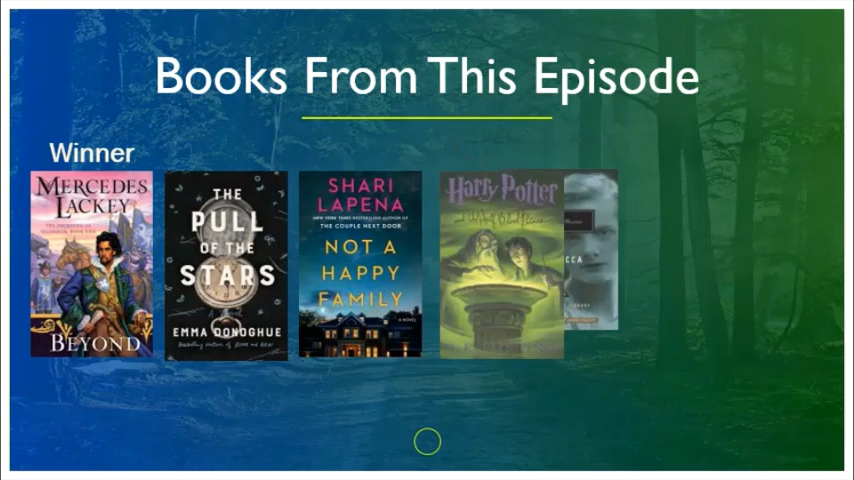 Books From This Episode
Winner
MERCEDES
LACKEY
BEYOND
THE
PULL
OF THE
STARS
EMMA DONOGHUE
SHARI
LAPENA
NEW YORK TIMES BESTSELLING AUTHOR OF
THE COUPLE NEXT DOOR
NOT A
HAPPY
FAMILY
A NOVEL
Harry Potter
CCA